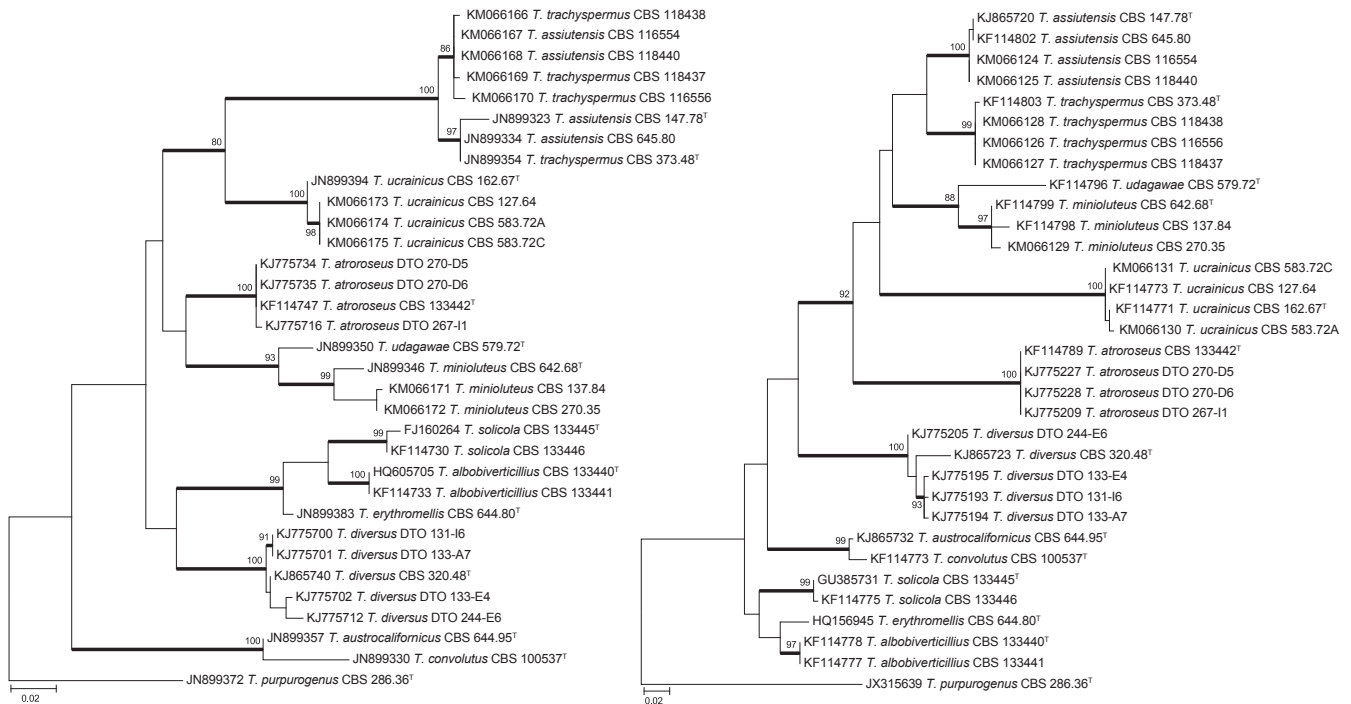 KM066166 T. trachyspermus CBS 118438
KM066167 T. assiutensis CBS 116554
86
KM066168 T. assiutensis CBS 118440
KM066169 T. trachyspermus CBS 118437
100
KM066170 T. trachyspermus CBS 116556
JN899323 T. assiutensis CBS 147.78ᵀ
97
JN899334 T. assiutensis CBS 645.80
JN899354 T. trachyspermus CBS 373.48ᵀ
80
JN899394 T. ucrainicus CBS 162.67ᵀ
100
KM066173 T. ucrainicus CBS 127.64
KM066174 T. ucrainicus CBS 583.72A
98
KM066175 T. ucrainicus CBS 583.72C
KJ775734 T. atroroseus DTO 270-D5
KJ775735 T. atroroseus DTO 270-D6
100
KF114747 T. atroroseus CBS 133442ᵀ
KJ775716 T. atroroseus DTO 267-I1
JN899350 T. udagawae CBS 579.72ᵀ
93
JN899346 T. minioluteus CBS 642.68ᵀ
99
KM066171 T. minioluteus CBS 137.84
KM066172 T. minioluteus CBS 270.35
FJ160264 T. solicola CBS 133445ᵀ
99
KF114730 T. solicola CBS 133446
HQ605705 T. albobiverticillius CBS 133440ᵀ
100
KF114733 T. albobiverticillius CBS 133441
99
JN899383 T. erythromellis CBS 644.80ᵀ
KJ775700 T. diversus DTO 131-I6
91
KJ775701 T. diversus DTO 133-A7
100
KJ865740 T. diversus CBS 320.48ᵀ
KJ775702 T. diversus DTO 133-E4
KJ775712 T. diversus DTO 244-E6
JN899357 T. austrocalifornicus CBS 644.95ᵀ
100
JN899330 T. convolutus CBS 100537ᵀ
JN899372 T. purpurogenus CBS 286.36ᵀ
0.02
KJ865720 T. assiutensis CBS 147.78ᵀ
KF114802 T. assiutensis CBS 645.80
100
KM066124 T. assiutensis CBS 116554
KM066125 T. assiutensis CBS 118440
KF114803 T. trachyspermus CBS 373.48ᵀ
KM066128 T. trachyspermus CBS 118438
99
KM066126 T. trachyspermus CBS 116556
KM066127 T. trachyspermus CBS 118437
KF114796 T. udagawae CBS 579.72ᵀ
88
KF114799 T. minioluteus CBS 642.68ᵀ
97
KF114798 T. minioluteus CBS 137.84
KM066129 T. minioluteus CBS 270.35
KM066131 T. ucrainicus CBS 583.72C
100
KF114773 T. ucrainicus CBS 127.64
92
KF114771 T. ucrainicus CBS 162.67ᵀ
KM066130 T. ucrainicus CBS 583.72A
KF114789 T. atroroseus CBS 133442ᵀ
100
KJ775227 T. atroroseus DTO 270-D5
KJ775228 T. atroroseus DTO 270-D6
KJ775209 T. atroroseus DTO 267-I1
KJ775205 T. diversus DTO 244-E6
100
KJ865723 T. diversus CBS 320.48ᵀ
KJ775195 T. diversus DTO 133-E4
KJ775193 T. diversus DTO 131-I6
93
KJ775194 T. diversus DTO 133-A7
KJ865732 T. austrocalifornicus CBS 644.95ᵀ
99
KF114773 T. convolutus CBS 100537ᵀ
GU385731 T. solicola CBS 133445ᵀ
99
KF114775 T. solicola CBS 133446
HQ156945 T. erythromellis CBS 644.80ᵀ
KF114778 T. albobiverticillius CBS 133440ᵀ
97
KF114777 T. albobiverticillius CBS 133441
JX315639 T. purpurogenus CBS 286.36ᵀ
0.02